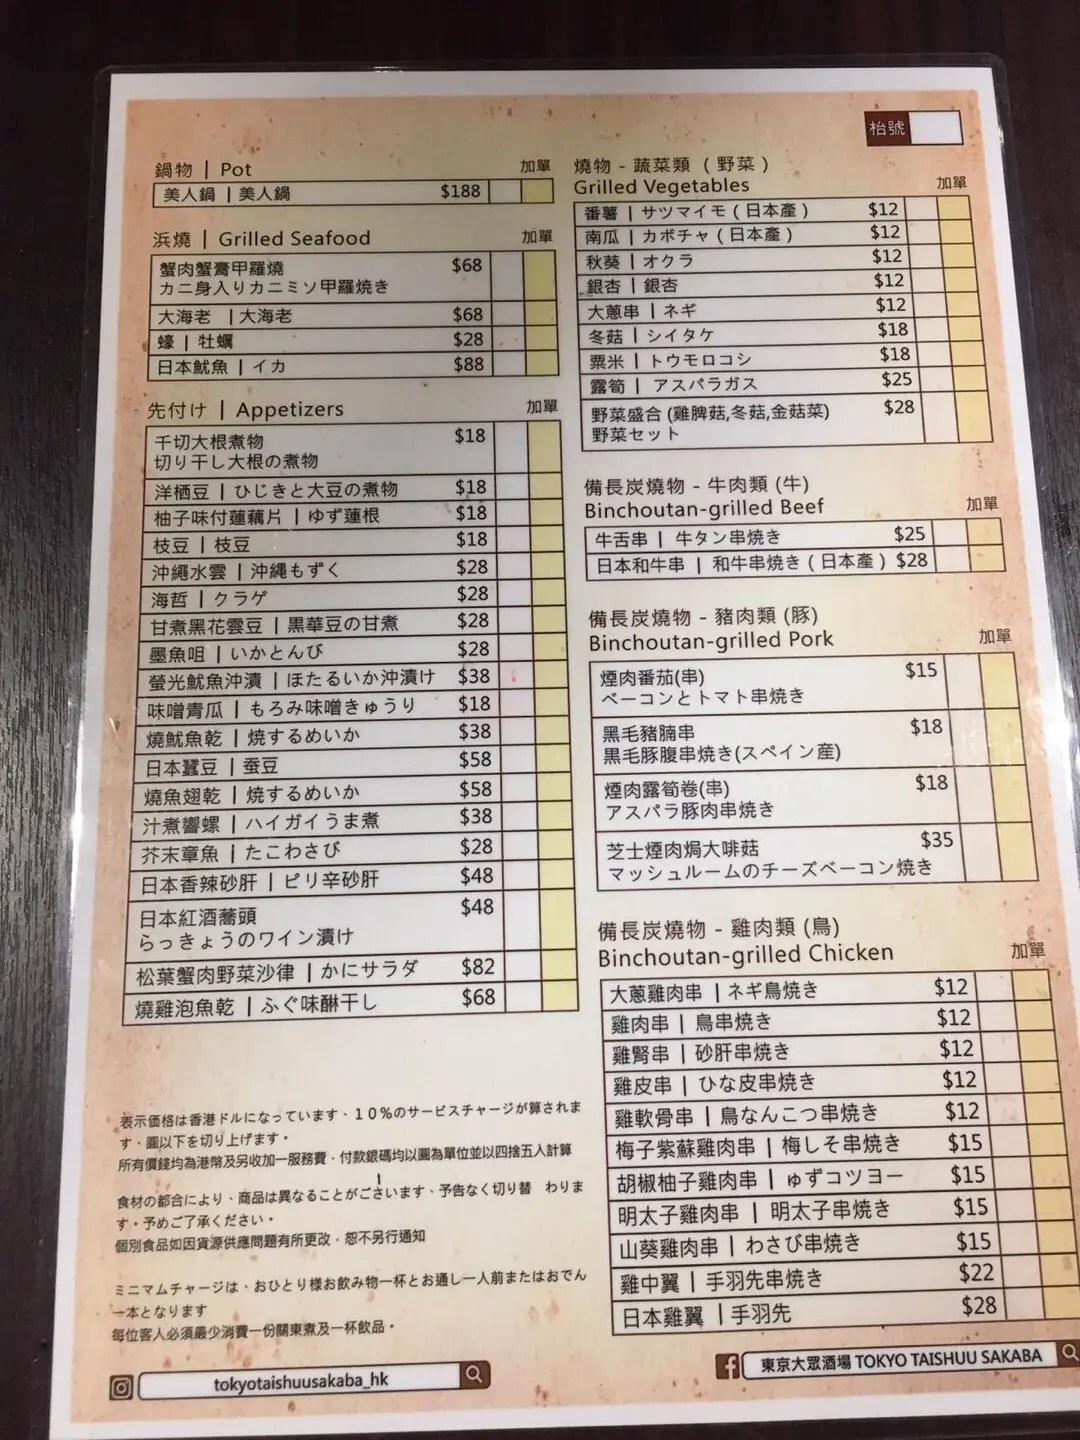 枱號
鍋物 | Pot 加單
美人鍋 | 美人鍋 $188
浜燒 | Grilled Seafood 加單
蟹肉蟹膏甲羅燒 $68
カニ身入りカニミソ甲羅焼き
大海老 | 大海老 $68
蠔 | 牡蠣 $28
日本魷魚 | イカ $88
先付け | Appetizers 加單
千切大根煮物 $18
切り干し大根の煮物
洋栖豆 | ひじきと大豆の煮物 $18
柚子味付蓮藕片 | ゆず蓮根 $18
枝豆 | 枝豆 $18
沖繩水雲 | 沖縄もずく $28
海哲 | クラゲ $28
甘煮黑花雲豆 | 黒華豆の甘煮 $28
墨魚咀 | いかとんび $28
螢光魷魚沖漬 | ほたるいか沖漬け $38
味噌青瓜 | もろみ味噌きゅうり $18
燒魷魚乾 | 焼するめいか $38
日本蠶豆 | 蚕豆 $58
燒魚翅乾 | 焼するめいか $58
汁煮響螺 | ハイガイうま煮 $38
芥末章魚 | たこわさび $28
日本香辣砂肝 | ピリ辛砂肝 $48
日本紅酒蕎頭 $48
らっきょうのワイン漬け
松葉蟹肉野菜沙律 | かにサラダ $82
燒雞泡魚乾 | ふぐ味醂干し $68
表示価格は香港ドルになっています、10%のサービスチャージが算されま
す、圓以下を切り上げます。
所有價錢均為港幣及另收加一服務費，付款銀碼均以圓為單位並以四捨五入計算
食材の都合により、商品は異なることがございます、予告なく切り替 わりま
す。予めご了承ください。
個別食品如因貨源供應問題有所更改，恕不另行通知
ミニマムチャージは、おひとり様お飲み物一杯とお通し一人前またはおでん
一本となります
每位客人必須最少消費一份關東煮及一杯飲品。
tokyotaishuusakaba_hk
燒物 - 蔬菜類 (野菜)
Grilled Vegetables 加單
番薯 | サツマイモ(日本產) $12
南瓜 | カボチャ(日本產) $12
秋葵 | オクラ $12
銀杏 | 銀杏 $12
大蔥串 | ネギ $12
冬菇 | シイタケ $18
粟米 | トウモロコシ $18
露筍 | アスパラガス $25
野菜盛合 (雞脾菇,冬菇,金菇菜) $28
野菜セット
備長炭燒物 - 牛肉類 (牛)
Binchoutan-grilled Beef 加單
牛舌串 | 牛タン串焼き $25
日本和牛串 | 和牛串焼き(日本產) $28
備長炭燒物 - 豬肉類 (豚)
Binchoutan-grilled Pork 加單
煙肉番茄(串) $15
ベーコンとトマト串焼き
黑毛豬腩串 $18
黒毛豚腹串焼き(スペイン産)
煙肉露筍卷(串) $18
アスパラ豚肉串焼き
芝士煙肉焗大啡菇 $35
マッシュルームのチーズベーコン焼き
備長炭燒物 - 雞肉類 (鳥)
Binchoutan-grilled Chicken 加單
大蔥雞肉串 | ネギ鳥焼き $12
雞肉串 | 鳥串焼き $12
雞腎串 | 砂肝串焼き $12
雞皮串 | ひな皮串焼き $12
雞軟骨串 | 鳥なんこつ串焼き $12
梅子紫蘇雞肉串 | 梅しそ串焼き $15
胡椒柚子雞肉串 | ゅずコツヨー $15
明太子雞肉串 | 明太子串焼き $15
山葵雞肉串 | わさび串焼き $15
雞中翼 | 手羽先串焼き $22
日本雞翼 | 手羽先 $28
東京大眾酒場 TOKYO TAISHUU SAKABA